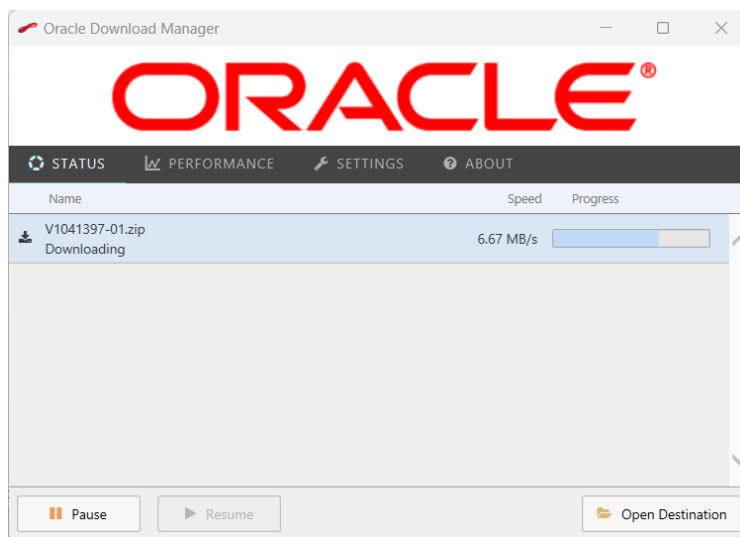 Oracle Download Manager
ORACLE®
STATUS PERFORMANCE SETTINGS ABOUT
Name Speed Progress
V1041397-01.zip
Downloading
6.67 MB/s
Pause Resume Open Destination